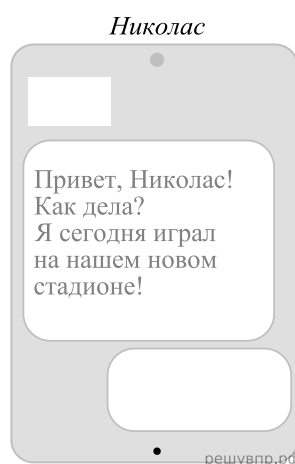 Николас
Привет, Николас!
Как дела?
Я сегодня играл
на нашем новом
стадионе!
решувпр.рф